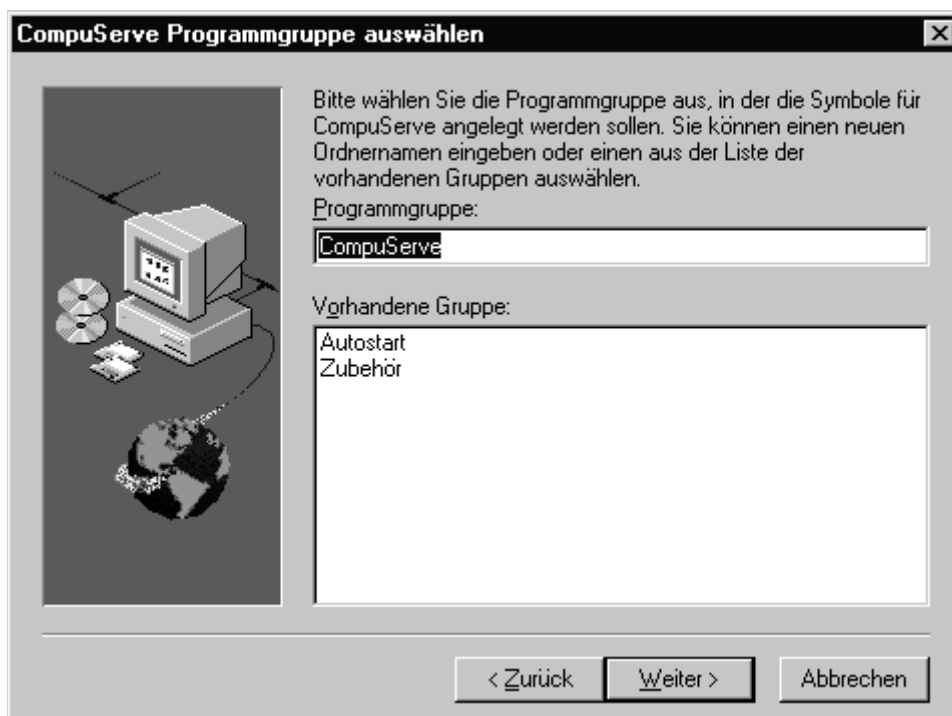 CompuServe Programmgruppe auswählen
Bitte wählen Sie die Programmgruppe aus, in der die Symbole für
CompuServe angelegt werden sollen. Sie können einen neuen
Ordnernamen eingeben oder einen aus der Liste der
vorhandenen Gruppen auswählen.
Programmgruppe:
CompuServe
Vorhandene Gruppe:
Autostart
Zubehör
< Zurück
Weiter >
Abbrechen